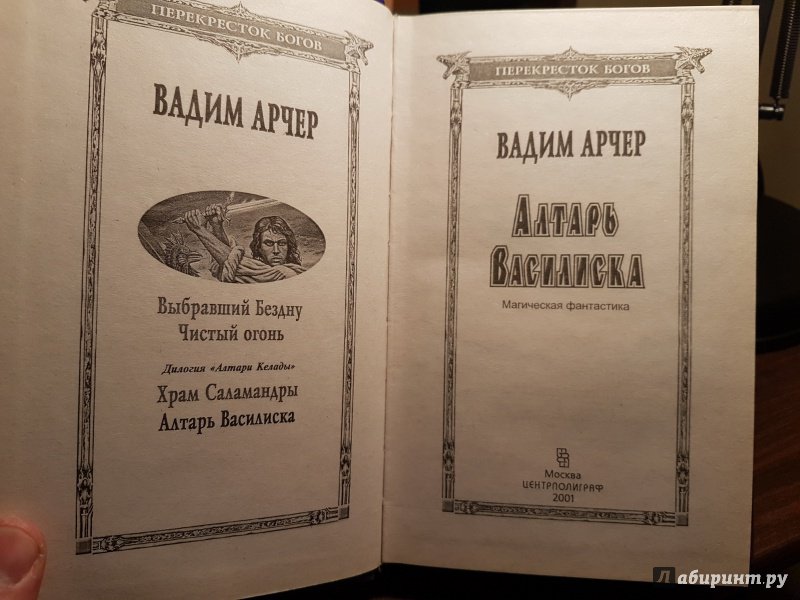 ПЕРЕКРЕСТОК БОГОВ
ВАДИМ АРЧЕР
Выбравший Бездну
Чистый огонь
Дилогия «Алтари Келады»
Храм Саламандры
Алтарь Василиска
ПЕРЕКРЕСТОК БОГОВ
ВАДИМ АРЧЕР
АЛТАРЬ
ВАСИЛИСКА
Магическая фантастика
Москва
ЦЕНТРПОЛИГРАФ
2001
Лабиринт.ру